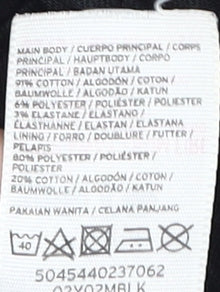 MAIN BODY / CUERPO PRINCIPAL / CORPS
PRINCIPAL / HAUPTBODY / CORPO
PRINCIPAL / BADAN UTAMA
91% COTTON / ALGODÓN / COTON /
BAUMWOLLE / ALGODÃO / KATUN
6% POLYESTER / POLIÉSTER / POLIESTER
3% ELASTANE / ELASTANO /
ÉLASTHANNE / ELASTAN / ELASTANA
LINING / FORRO / DOUBLURE / FUTTER /
PELAPIS
80% POLYESTER / POLIÉSTER /
POLIESTER
20% COTTON / ALGODÓN / COTON /
BAUMWOLLE / ALGODÃO / KATUN
PAKAIAN WANITA / CELANA PANJANG
40
5045440237062
02Y02MBLK